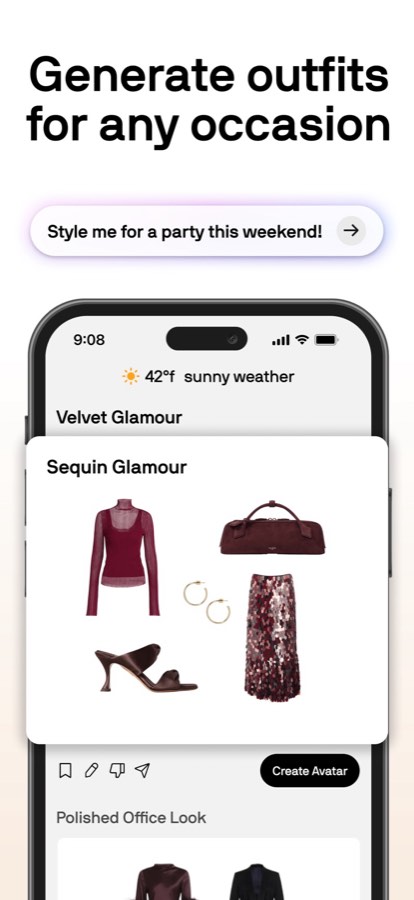 Generate outfits
for any occasion
Style me for a party this weekend!
9:08
42°f sunny weather
Velvet Glamour
Sequin Glamour
Create Avatar
Polished Office Look